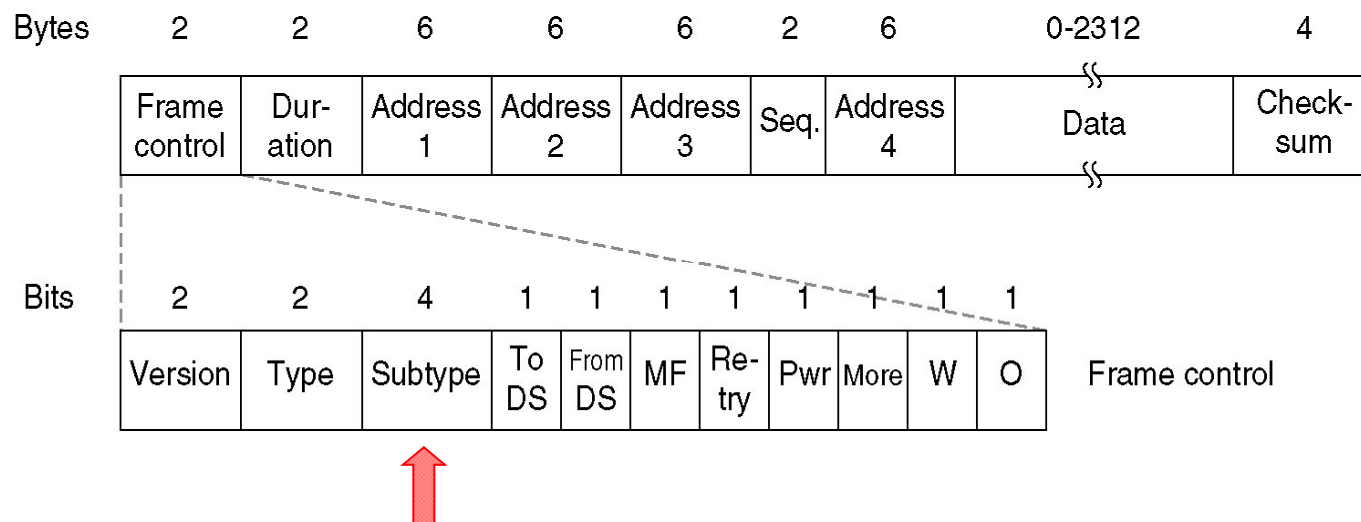 Bytes 2 2 6 6 6 2 6 0-2312 4
Frame control Dur-ation Address 1 Address 2 Address 3 Seq. Address 4 Data Check-sum
Bits 2 2 4 1 1 1 1 1 1 1 1
Version Type Subtype To DS From DS MF Re-try Pwr More W O Frame control